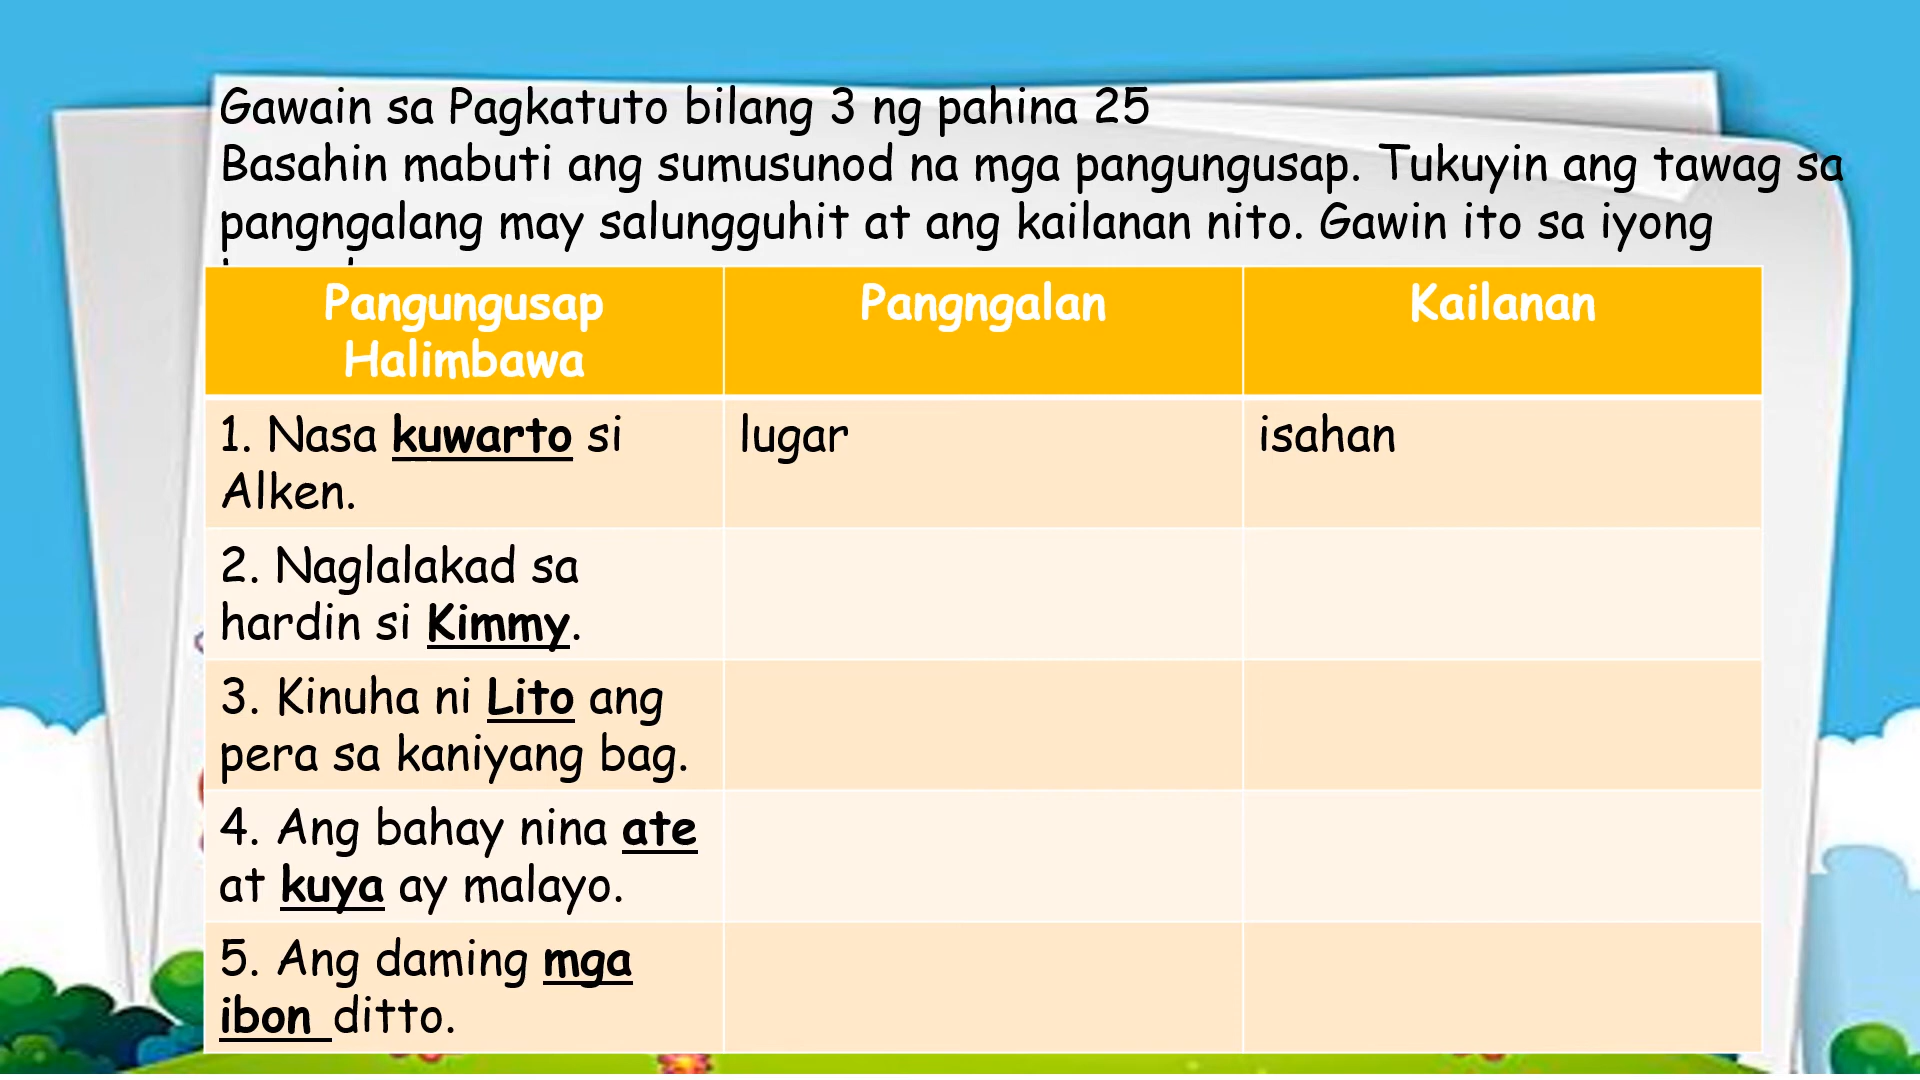 Gawain sa Pagkatuto bilang 3 ng pahina 25
Basahin mabuti ang sumusunod na mga pangungusap. Tukuyin ang tawag sa
pangngalang may salungguhit at ang kailanan nito. Gawin ito sa iyong
Pangungusap
Halimbawa
Pangngalan
Kailanan
1. Nasa kuwarto si
Alken.
lugar
isahan
2. Naglalakad sa
hardin si Kimmy.
3. Kinuha ni Lito ang
pera sa kaniyang bag.
4. Ang bahay nina ate
at kuya ay malayo.
5. Ang daming mga
ibon ditto.